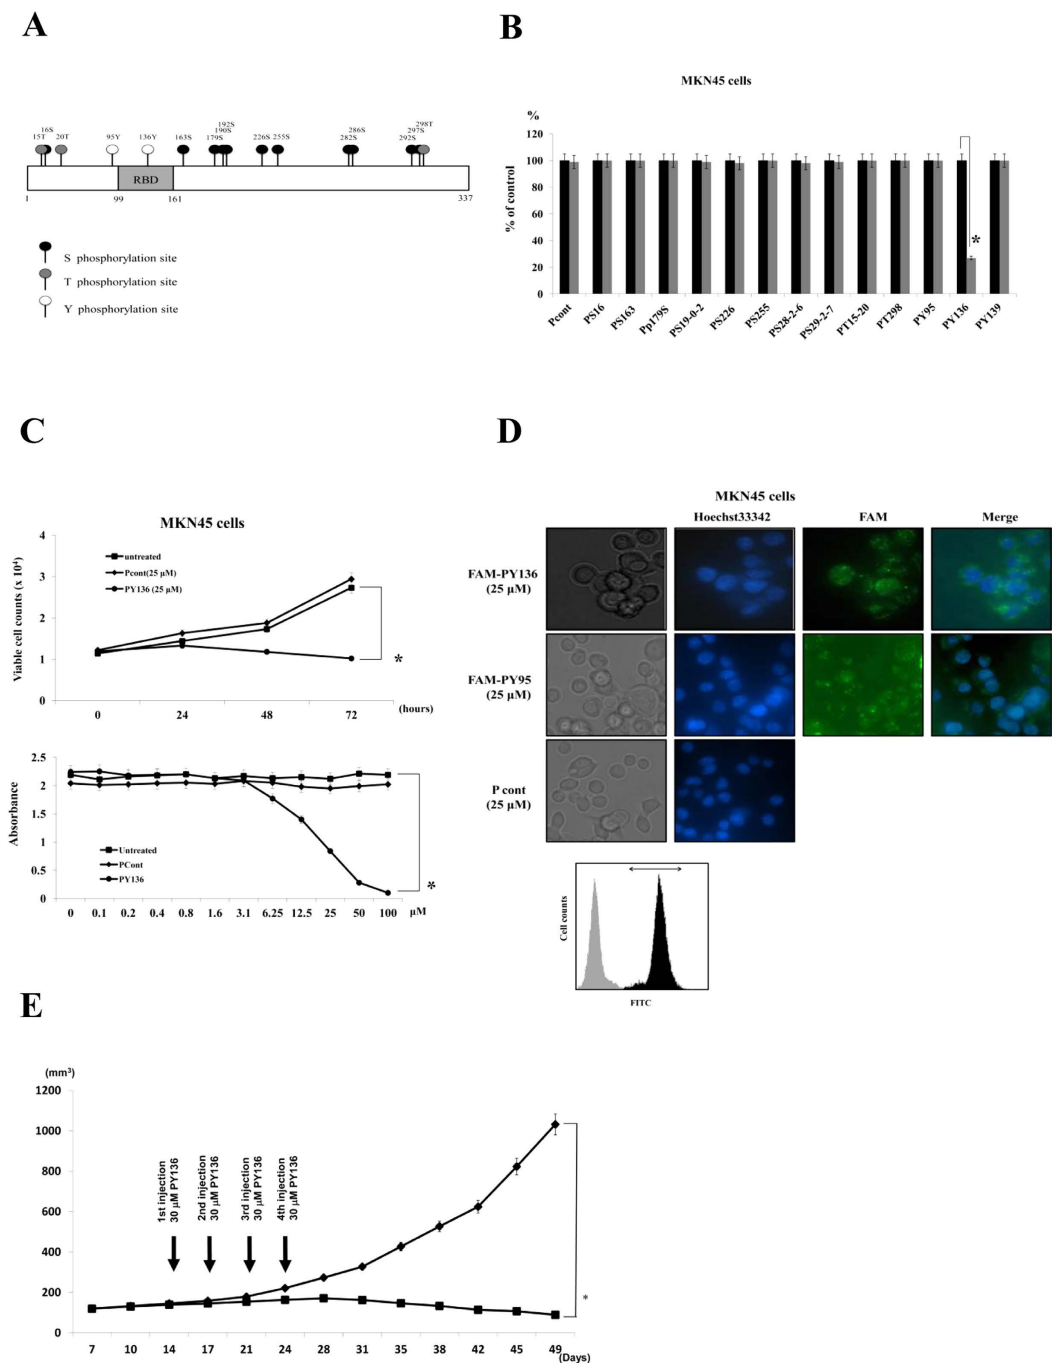 A
192S
190S
286S
298T
297S
16S
15T
20T
95Y
136Y
163S
179S
226S
255S
282S
292S
RBD
1
99
161
337
S phosphorylation site
T phosphorylation site
Y phosphorylation site
B
MKN45 cells
%
% of control
120
100
80
60
40
20
0
*
Pcont
PS16
PS163
Pp179S
PS19-0-2
PS226
PS255
PS28-2-6
PS29-2-7
PT15-20
PT298
PY95
PY136
PY139
C
MKN45 cells
Viable cell counts (x 10⁴)
4
3
2
1
0
untreated
Pcont(25 μM)
PY136 (25 μM)
*
0 24 48 72 (hours)
Absorbance
2.5
2
1.5
1
0.5
0
Untreated
PCont
PY136
*
0 0.1 0.2 0.4 0.8 1.6 3.1 6.25 12.5 25 50 100 μM
D
MKN45 cells
Hoechst33342 FAM Merge
FAM-PY136
(25 μM)
FAM-PY95
(25 μM)
P cont
(25 μM)
Cell counts
FITC
E
(mm³)
1200
1000
800
600
400
200
0
1st injection
30 μM PY136
2nd injection
30 μM PY136
3rd injection
30 μM PY136
4th injection
30 μM PY136
*
7 10 14 17 21 24 28 31 35 38 42 45 49 (Days)